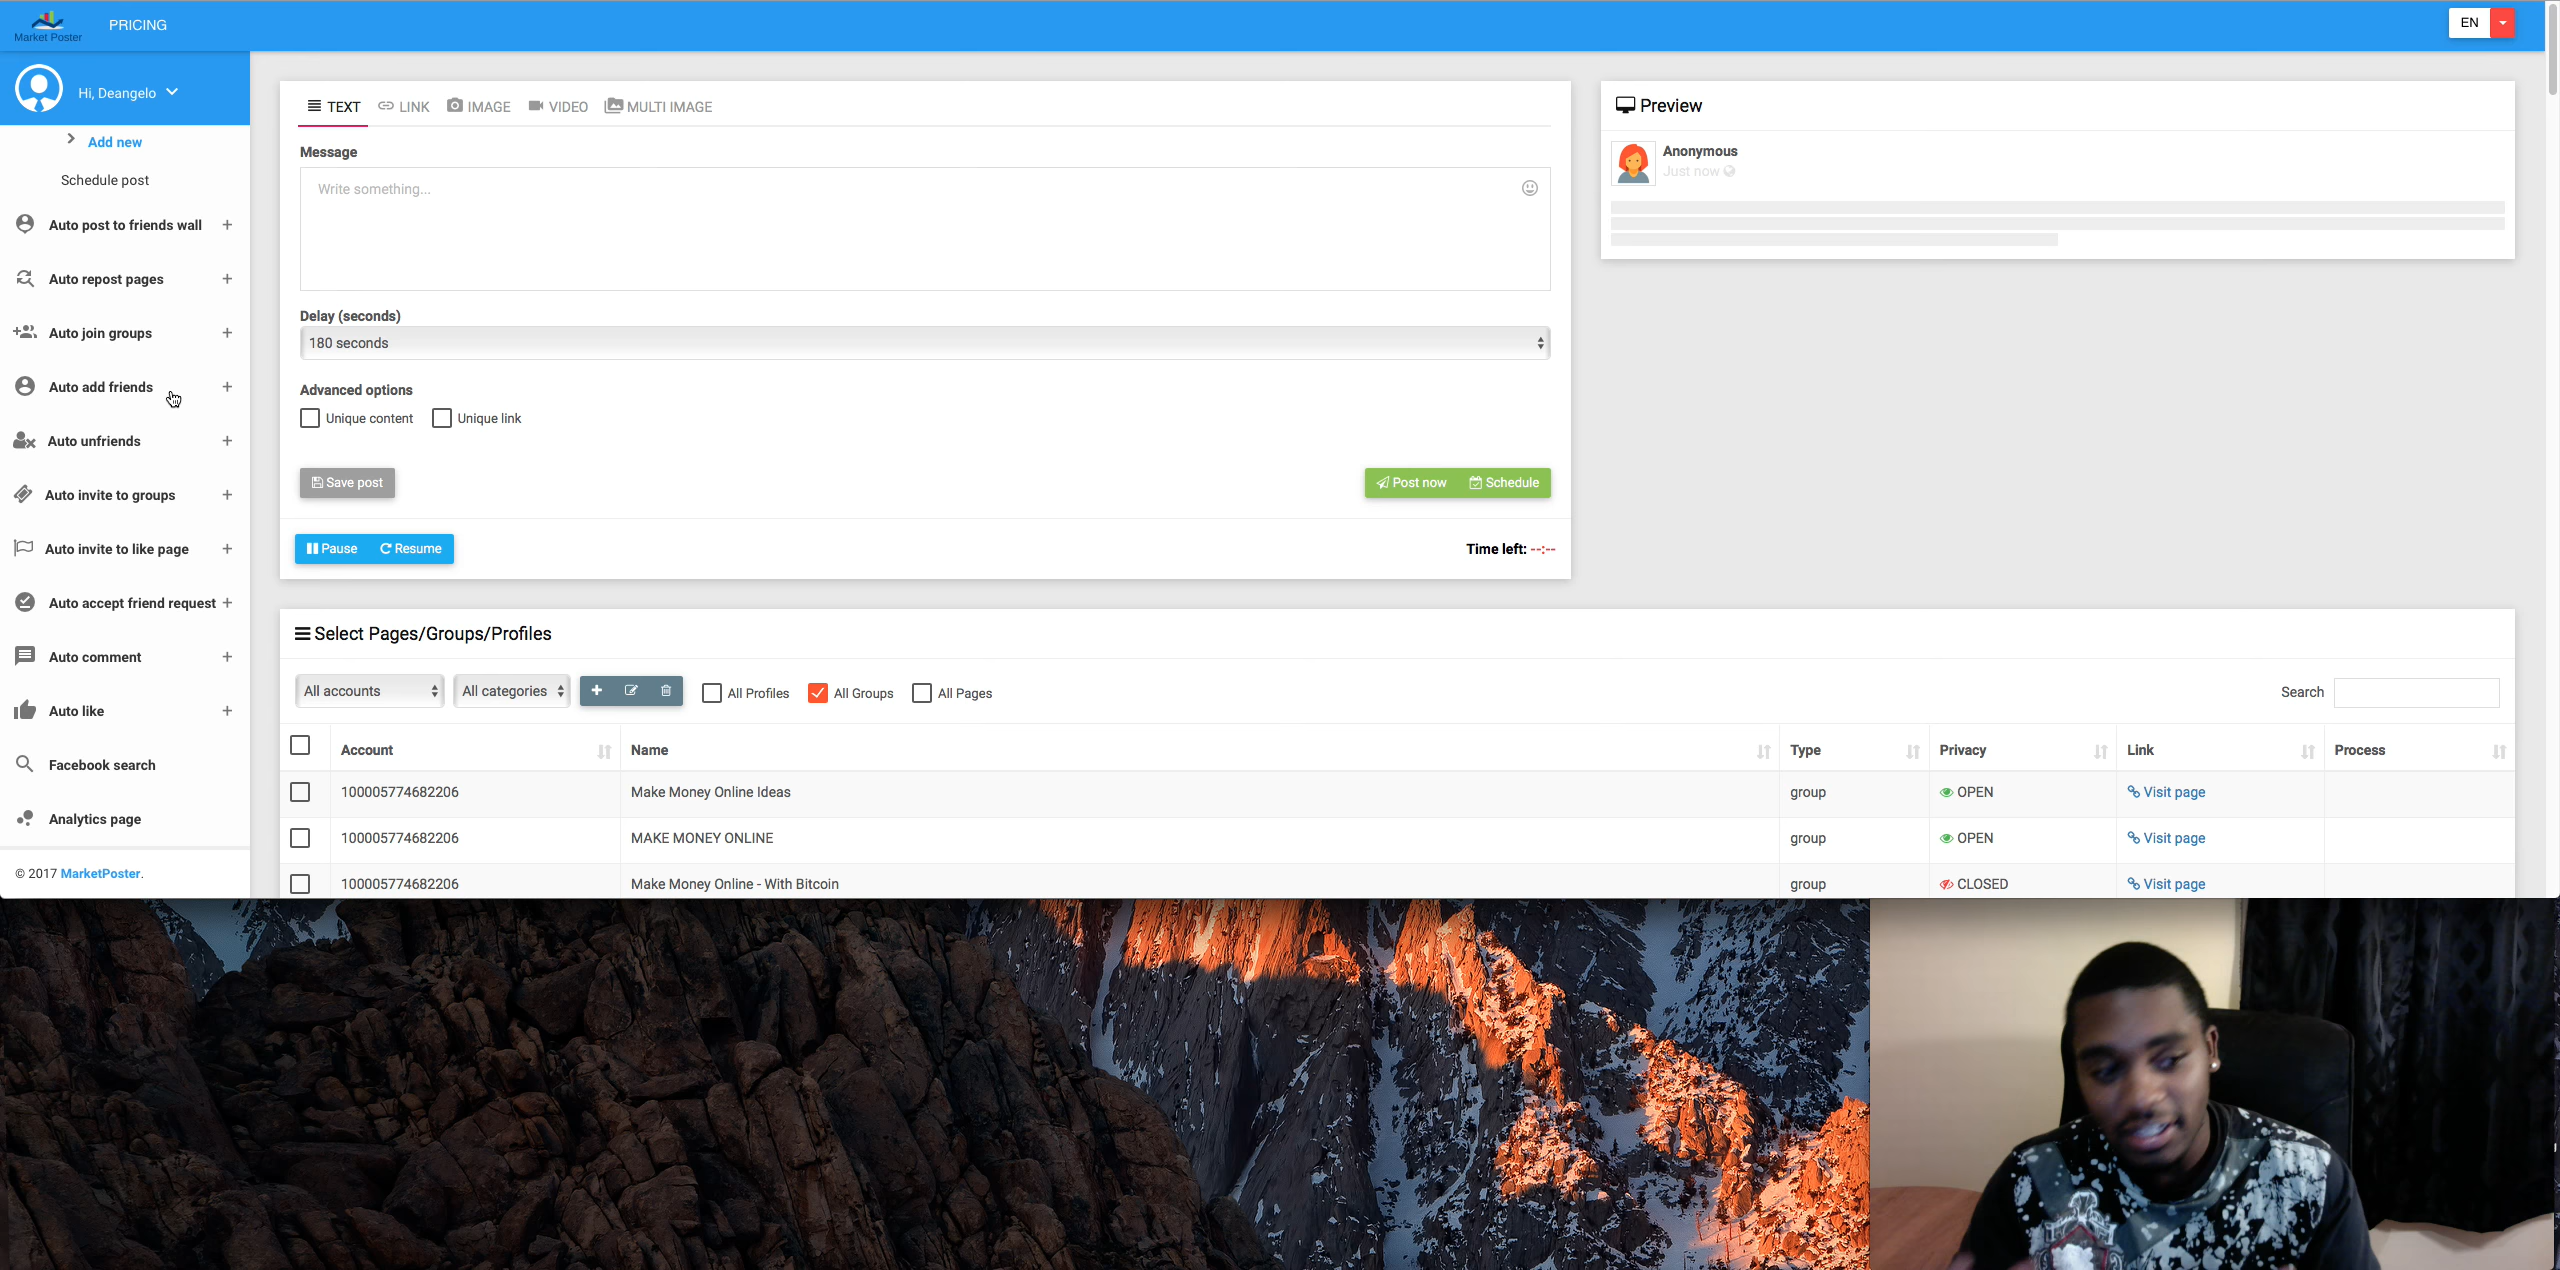 Market Poster
PRICING
EN
Hi, Deangelo
Add new
Schedule post
Auto post to friends wall +
Auto repost pages +
Auto join groups +
Auto add friends +
Auto unfriends +
Auto invite to groups +
Auto invite to like page +
Auto accept friend request +
Auto comment +
Auto like +
Facebook search
Analytics page
© 2017 MarketPoster.
TEXT LINK IMAGE VIDEO MULTI IMAGE
Message
Write something...
Delay (seconds)
180 seconds
Advanced options
Unique content Unique link
Save post Post now Schedule
Pause Resume Time left: --:--
Preview
Anonymous
Just now
Select Pages/Groups/Profiles
All accounts All categories All Profiles All Groups All Pages Search
Account Name Type Privacy Link Process
100005774682206 Make Money Online Ideas group OPEN Visit page
100005774682206 MAKE MONEY ONLINE group OPEN Visit page
100005774682206 Make Money Online - With Bitcoin group CLOSED Visit page